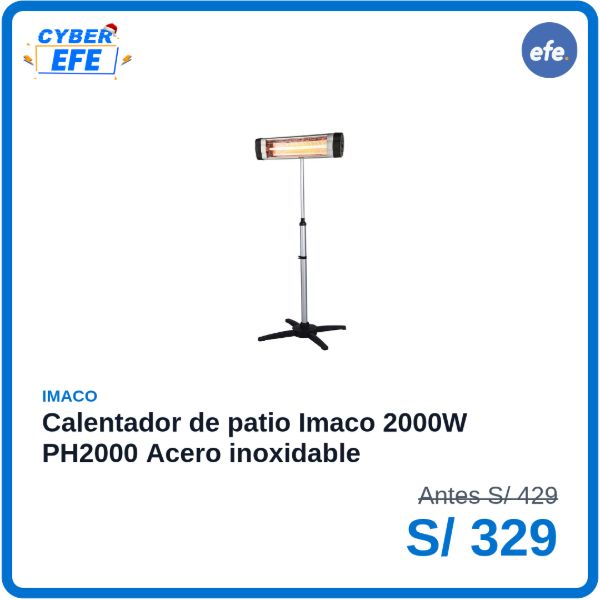 CYBER
EFE
efe.
IMACO
Calentador de patio Imaco 2000W
PH2000 Acero inoxidable
Antes S/ 429
S/ 329